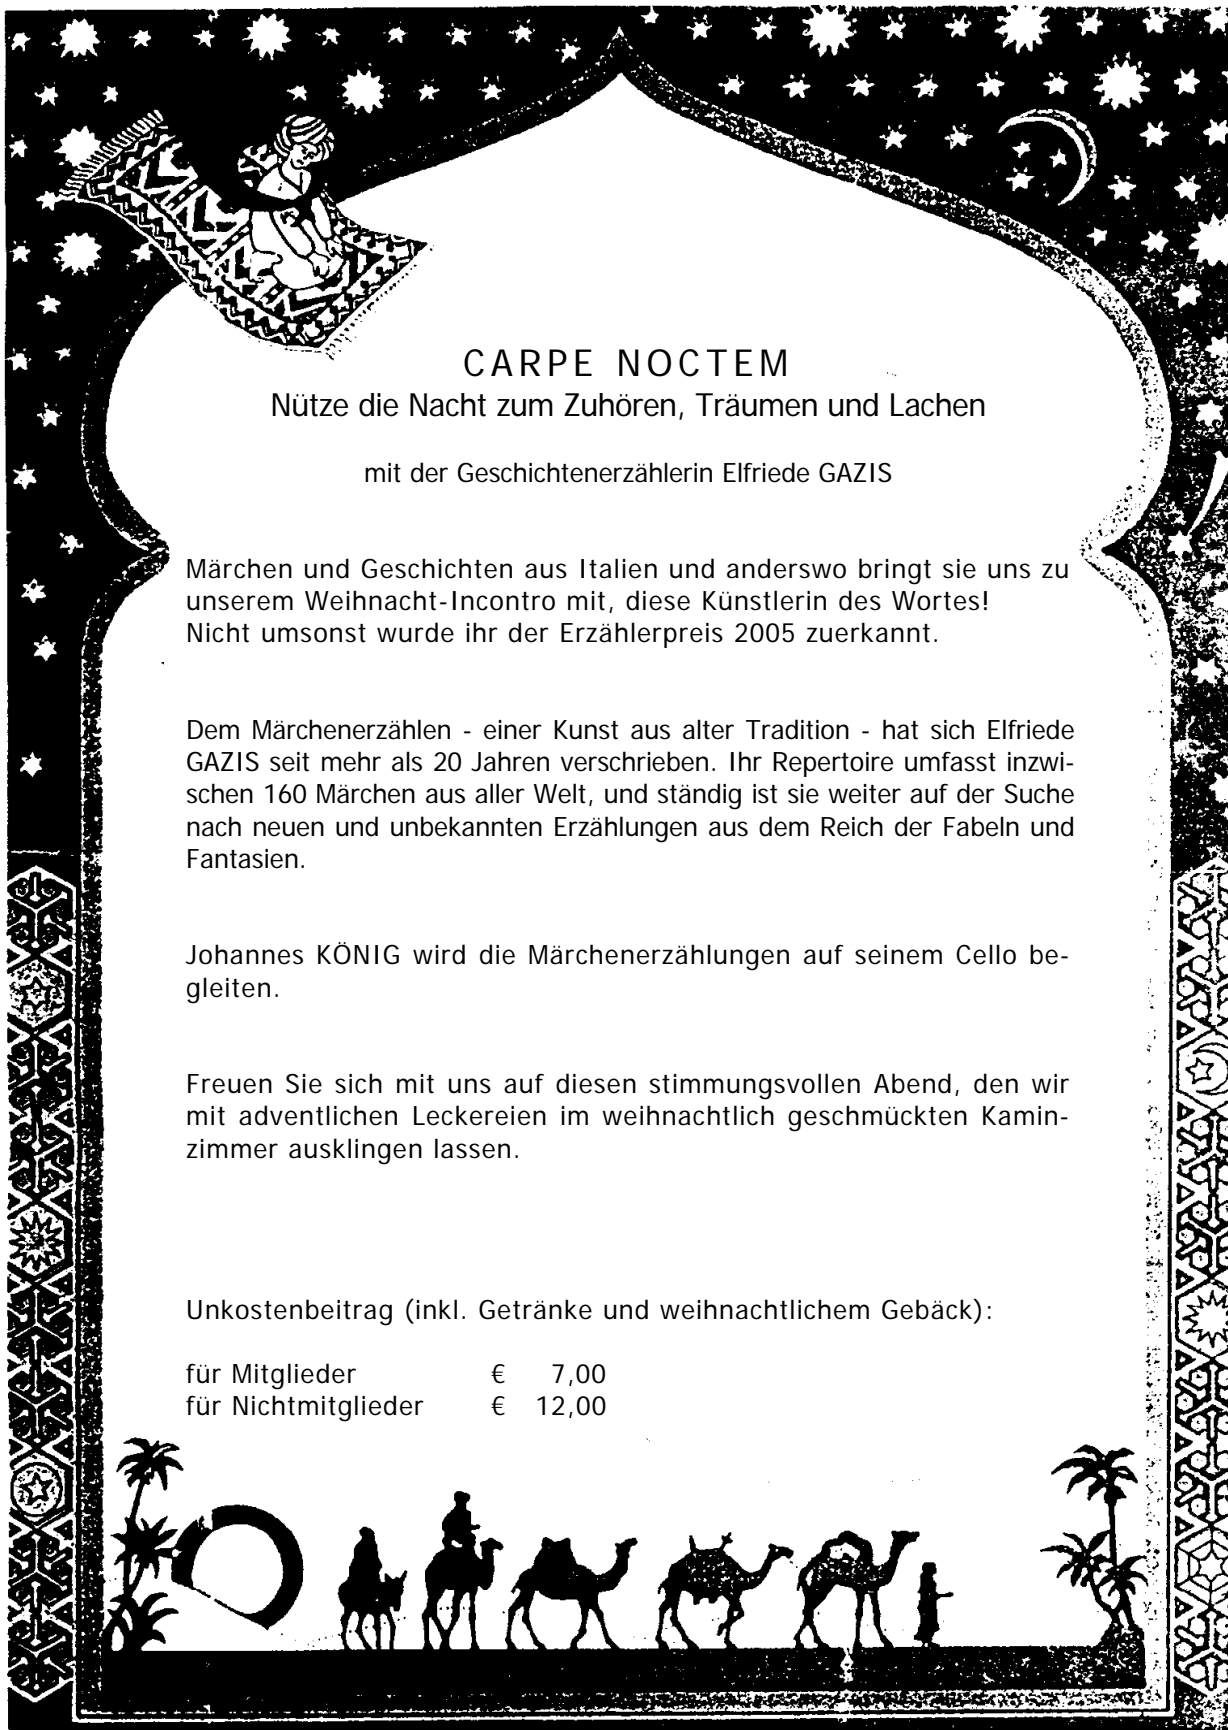 CARPE NOCTEM
Nütze die Nacht zum Zuhören, Träumen und Lachen
mit der Geschichtenerzählerin Elfriede GAZIS
Märchen und Geschichten aus Italien und anderswo bringt sie uns zu
unserem Weihnacht-Incontro mit, diese Künstlerin des Wortes!
Nicht umsonst wurde ihr der Erzählerpreis 2005 zuerkannt.
Dem Märchenerzählen - einer Kunst aus alter Tradition - hat sich Elfriede
GAZIS seit mehr als 20 Jahren verschrieben. Ihr Repertoire umfasst inzwi-
schen 160 Märchen aus aller Welt, und ständig ist sie weiter auf der Suche
nach neuen und unbekannten Erzählungen aus dem Reich der Fabeln und
Fantasien.
Johannes KÖNIG wird die Märchenerzählungen auf seinem Cello be-
gleiten.
Freuen Sie sich mit uns auf diesen stimmungsvollen Abend, den wir
mit adventlichen Leckereien im weihnachtlich geschmückten Kamin-
zimmer ausklingen lassen.
Unkostenbeitrag (inkl. Getränke und weihnachtlichem Gebäck):
für Mitglieder € 7,00
für Nichtmitglieder € 12,00